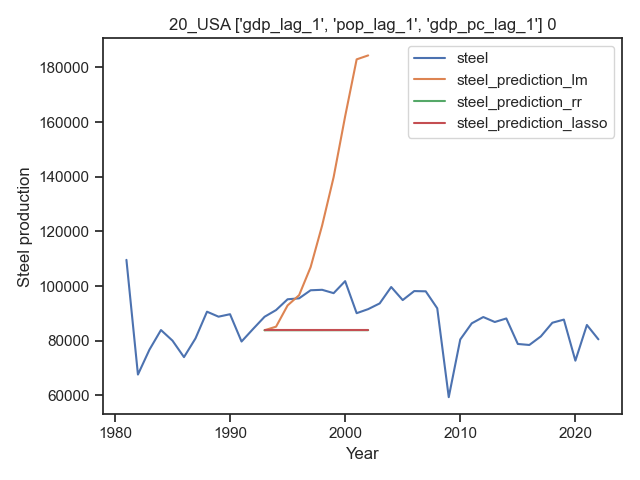 20_USA ['gdp_lag_1', 'pop_lag_1', 'gdp_pc_lag_1'] 0
steel
steel_prediction_lm
steel_prediction_rr
steel_prediction_lasso
Steel production
180000
160000
140000
120000
100000
80000
60000
1980
1990
2000
2010
2020
Year